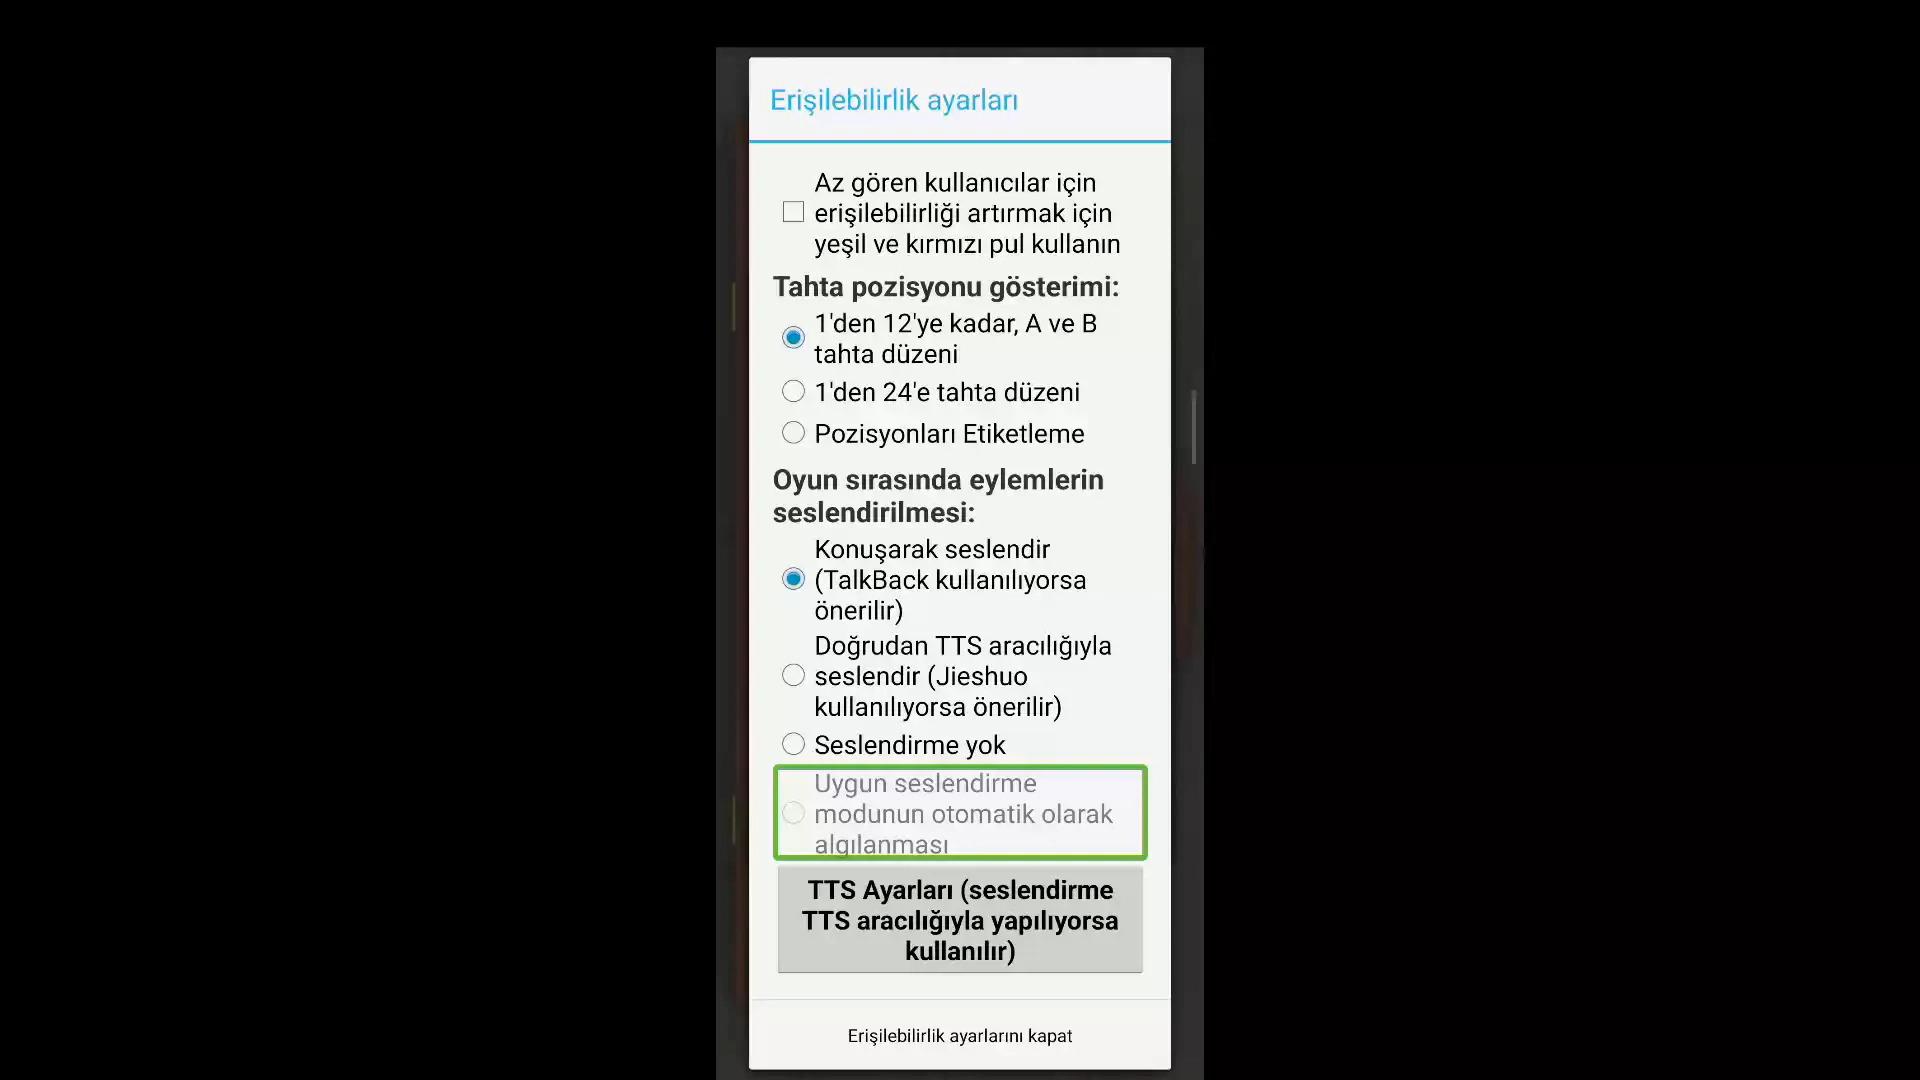 Erişilebilirlik ayarları
Az gören kullanıcılar için
erişilebilirliği artırmak için
yeşil ve kırmızı pul kullanın
Tahta pozisyonu gösterimi:
1'den 12'ye kadar, A ve B
tahta düzeni
1'den 24'e tahta düzeni
Pozisyonları Etiketleme
Oyun sırasında eylemlerin
seslendirilmesi:
Konuşarak seslendir
(TalkBack kullanılıyorsa
önerilir)
Doğrudan TTS aracılığıyla
seslendir (Jieshuo
kullanılıyorsa önerilir)
Seslendirme yok
Uygun seslendirme
modunun otomatik olarak
algılanması
TTS Ayarları (seslendirme
TTS aracılığıyla yapılıyorsa
kullanılır)
Erişilebilirlik ayarlarını kapat